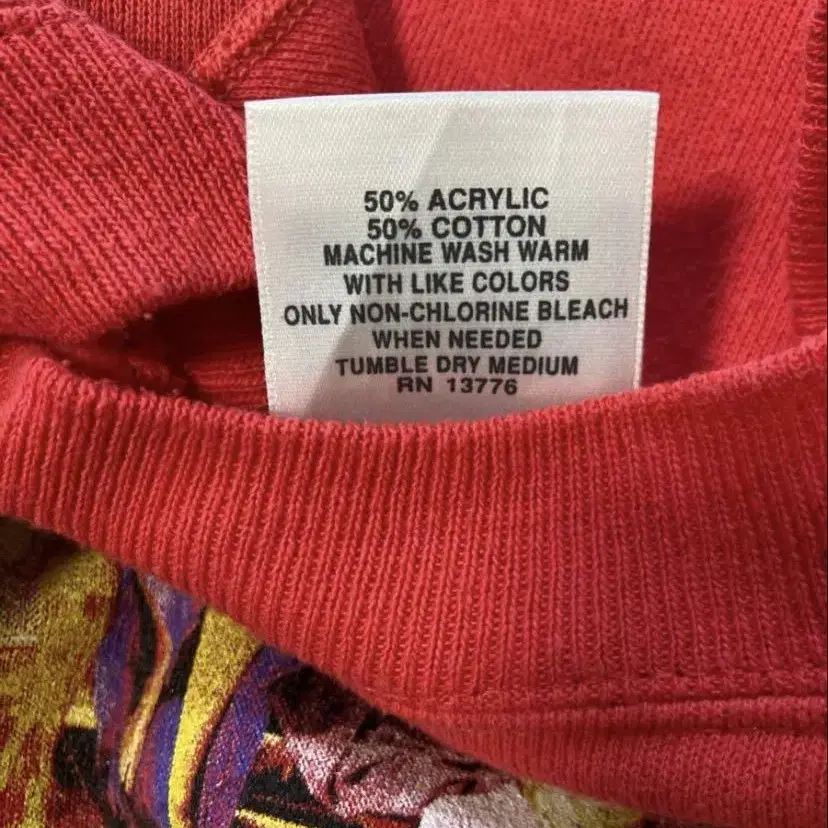 50% ACRYLIC
50% COTTON
MACHINE WASH WARM
WITH LIKE COLORS
ONLY NON-CHLORINE BLEACH
WHEN NEEDED
TUMBLE DRY MEDIUM
RN 13776